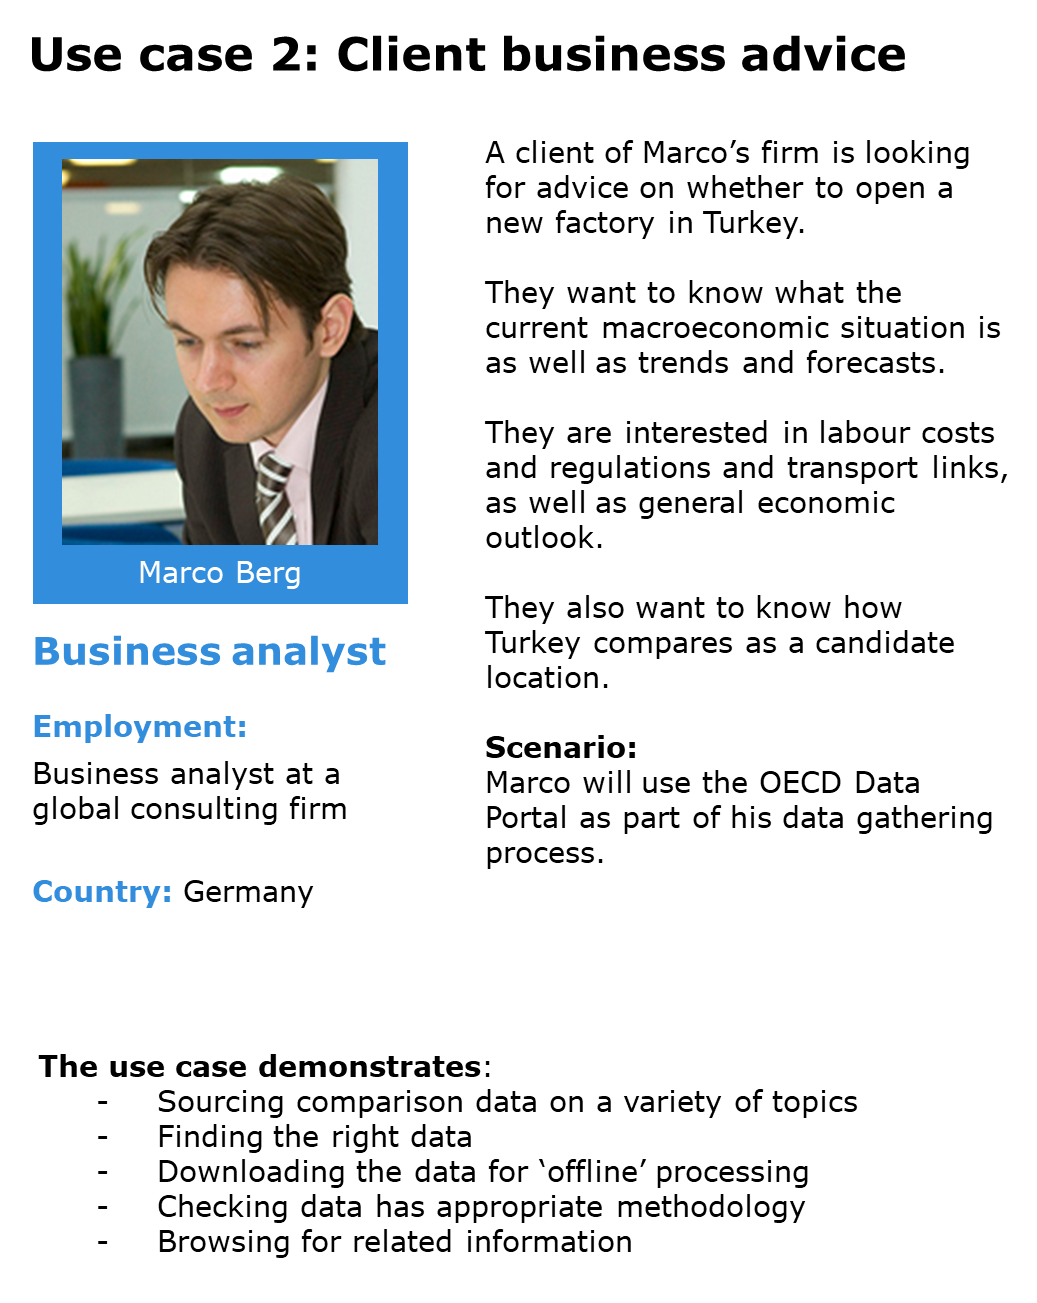 Use case 2: Client business advice
Marco Berg
Business analyst
Employment:
Business analyst at a
global consulting firm
Country: Germany
A client of Marco’s firm is looking
for advice on whether to open a
new factory in Turkey.
They want to know what the
current macroeconomic situation is
as well as trends and forecasts.
They are interested in labour costs
and regulations and transport links,
as well as general economic
outlook.
They also want to know how
Turkey compares as a candidate
location.
Scenario:
Marco will use the OECD Data
Portal as part of his data gathering
process.
The use case demonstrates:
- Sourcing comparison data on a variety of topics
- Finding the right data
- Downloading the data for ‘offline’ processing
- Checking data has appropriate methodology
- Browsing for related information